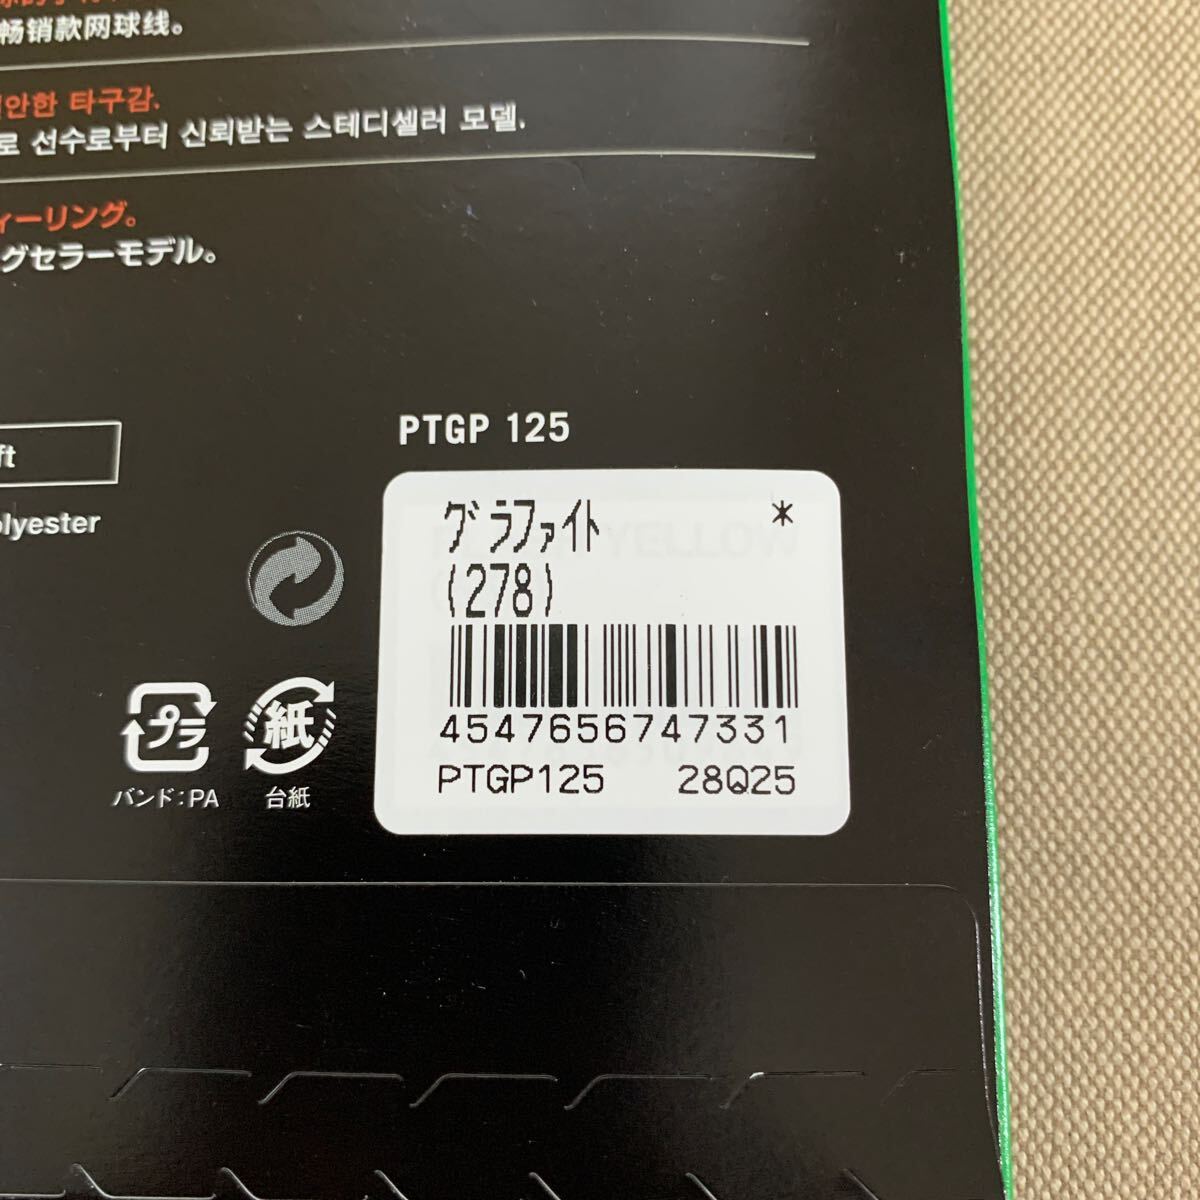 畅销款网球线。
안한 타구감.
로 선수로부터 신뢰받는 스테디셀러 모델.
ィーリング。
グセラーモデル。
PTGP 125
ft
olyester
グラファイト *
(278)
4547656747331
PTGP125 28Q25
プラ
紙
バンド:PA
台紙